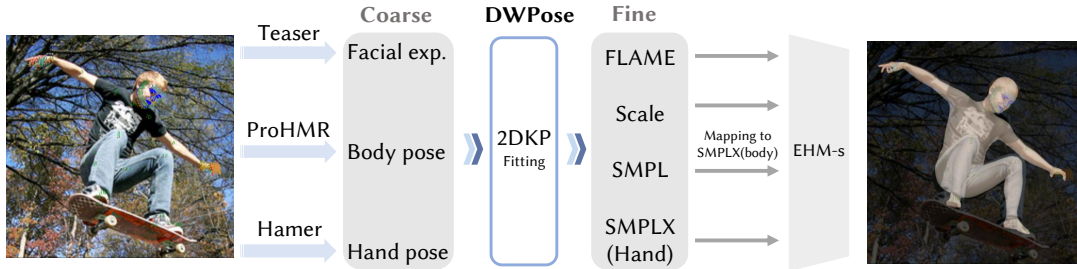 Coarse
DWPose
Fine
Teaser
ProHMR
Hamer
Facial exp.
Body pose
Hand pose
2DKP
Fitting
FLAME
Scale
SMPL
SMPLX
(Hand)
Mapping to
SMPLX(body)
EHM-s